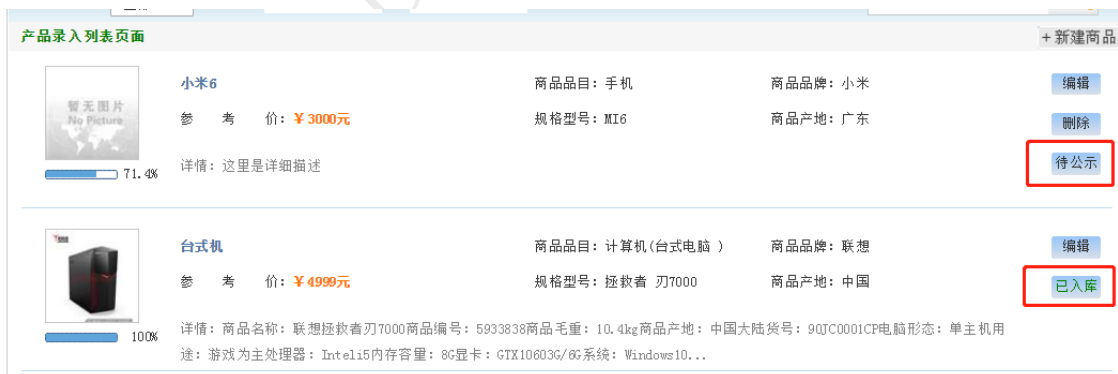 产品录入列表页面
+新建商品
小米6 商品品目：手机 商品品牌：小米 编辑
暂无图片
No Picture
参 考 价：￥3000元 规格型号：MI6 商品产地：广东 删除
71.4% 详情：这里是详细描述 待公示
台式机 商品品目：计算机(台式电脑 ) 商品品牌：联想 编辑
参 考 价：￥4999元 规格型号：拯救者 刃7000 商品产地：中国 已入库
100% 详情：商品名称：联想拯救者刃7000商品编号：5933838商品毛重：10.4kg商品产地：中国大陆货号：90TC0001CP电脑形态：单主机用
途：游戏为主处理器：Inteli5内存容量：8G显卡：GTX10603G/6G系统：Windows10...